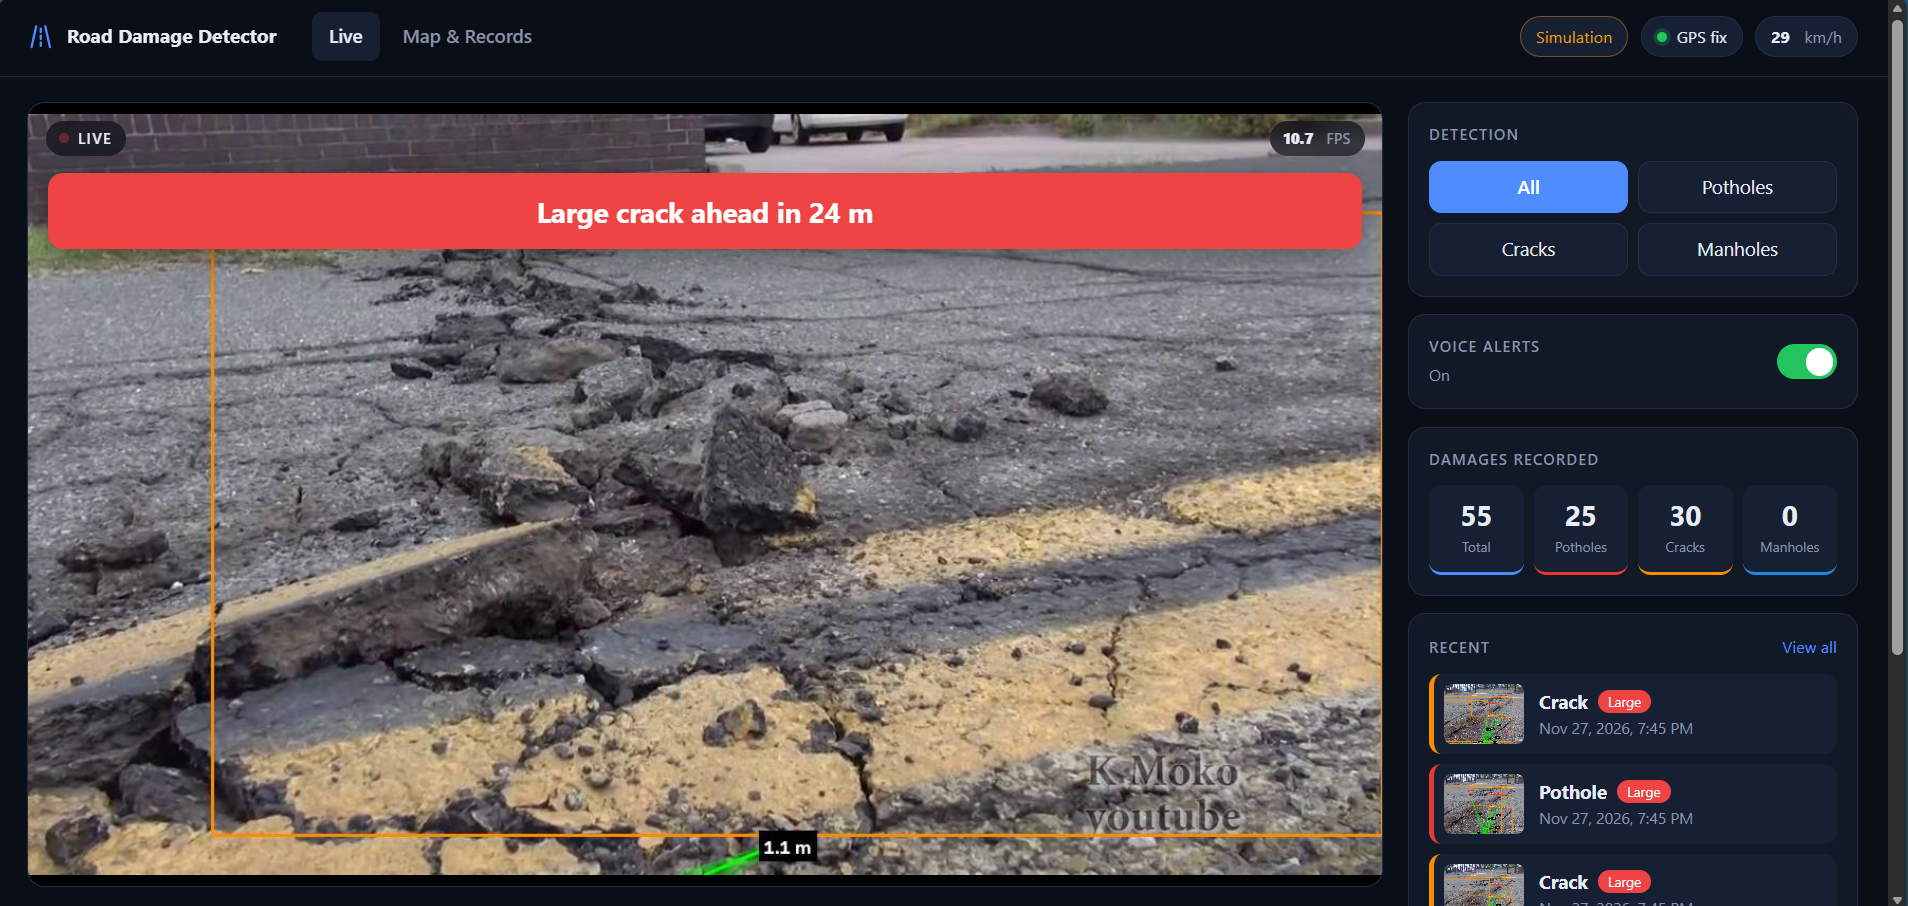 Road Damage Detector
Live
Map & Records
Simulation
GPS fix
29 km/h
LIVE
10.7 FPS
Large crack ahead in 24 m
K Moko
youtube
1.1 m
DETECTION
All
Potholes
Cracks
Manholes
VOICE ALERTS
On
DAMAGES RECORDED
55
Total
25
Potholes
30
Cracks
0
Manholes
RECENT
View all
Crack Large
Nov 27, 2026, 7:45 PM
Pothole Large
Nov 27, 2026, 7:45 PM
Crack Large